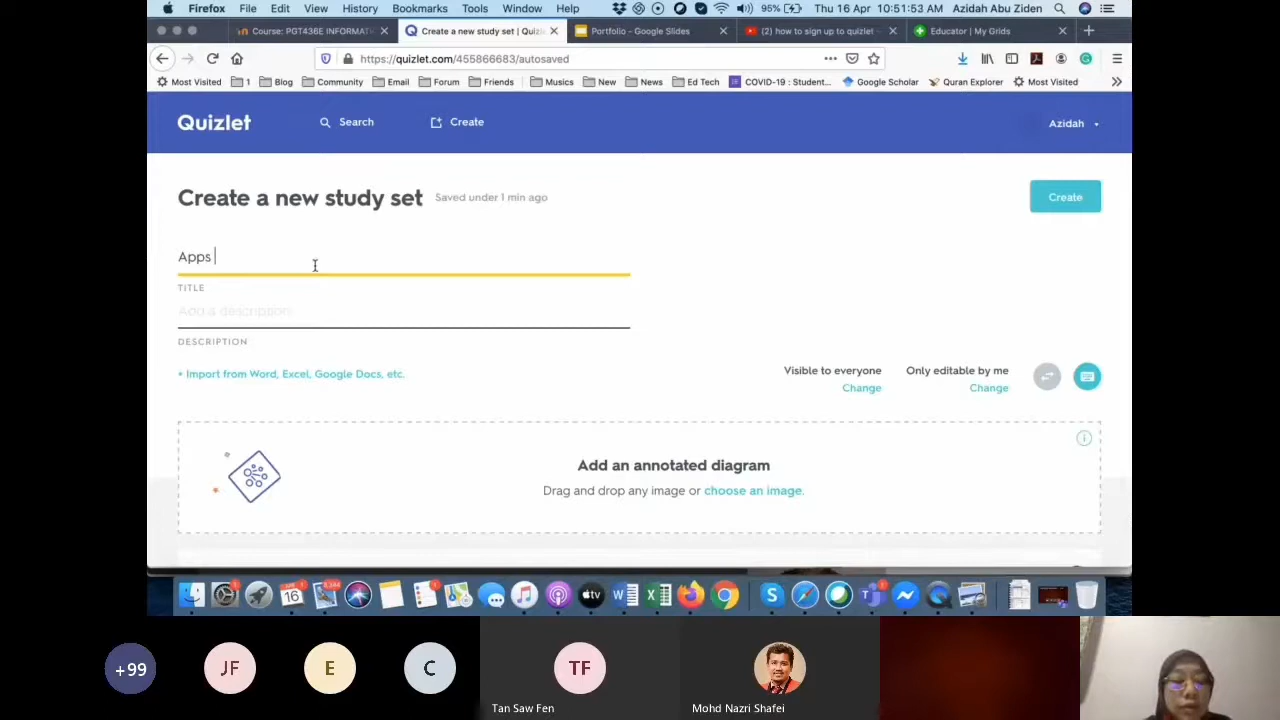 Firefox File Edit View History Bookmarks Tools Window Help 95% Thu 16 Apr 10:51:53 AM Azidah Abu Ziden
Course: PGT436E INFORMATI Create a new study set | Quizl Portfolio - Google Slides (2) how to sign up to quizlet - Educator | My Grids
https://quizlet.com/455866683/autosaved
Most Visited 1 Blog Community Email Forum Friends Musics New News Ed Tech COVID-19 : Student... Google Scholar Quran Explorer Most Visited
Quizlet Search Create Azidah
Create a new study set Saved under 1 min ago Create
Apps
TITLE
Add a description
DESCRIPTION
+ Import from Word, Excel, Google Docs, etc.
Visible to everyone Only editable by me
Change Change
Add an annotated diagram
Drag and drop any image or choose an image.
16 tv
+99 JF E C TF
Tan Saw Fen Mohd Nazri Shafei